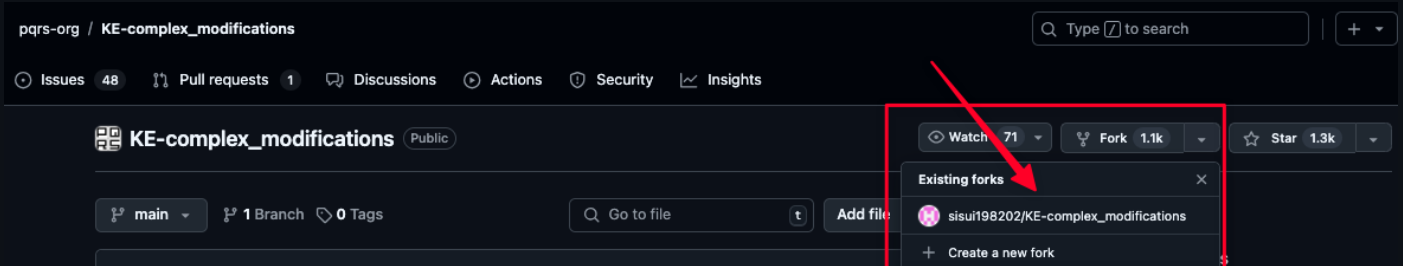 pqrs-org / KE-complex_modifications
Type / to search
Issues 48 Pull requests 1 Discussions Actions Security Insights
KE-complex_modifications Public
Watch 71 Fork 1.1k Star 1.3k
Existing forks
main 1 Branch 0 Tags Go to file t Add file
sisui198202/KE-complex_modifications
Create a new fork